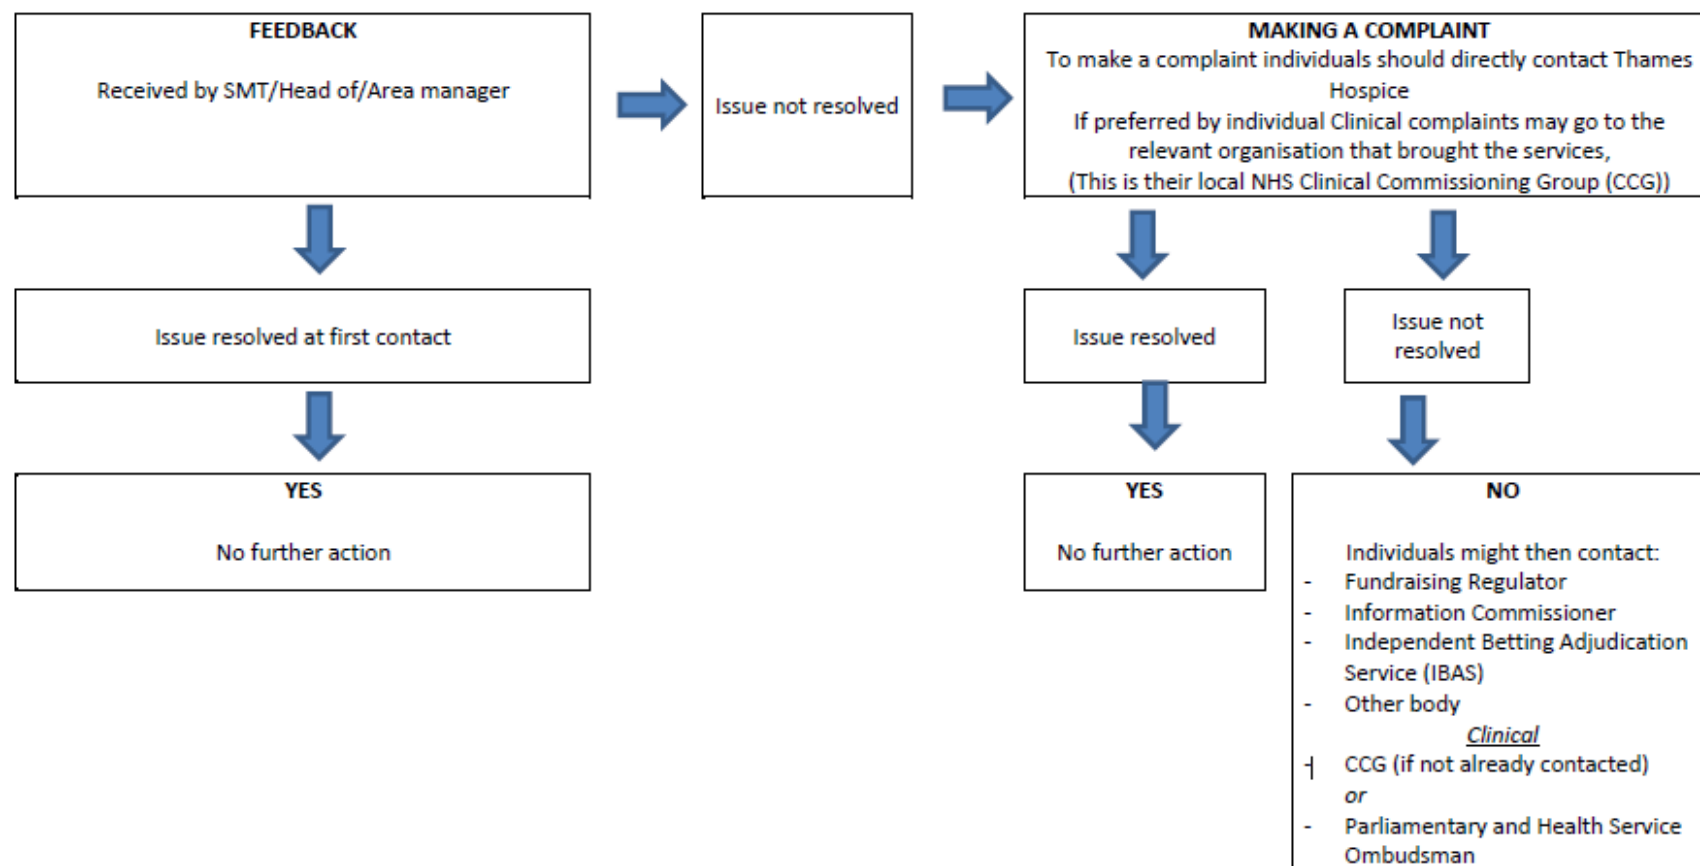 FEEDBACK
Received by SMT/Head of/Area manager
Issue not resolved
MAKING A COMPLAINT
To make a complaint individuals should directly contact Thames
Hospice
If preferred by individual Clinical complaints may go to the
relevant organisation that brought the services,
(This is their local NHS Clinical Commissioning Group (CCG))
Issue resolved at first contact
Issue resolved
Issue not
resolved
YES
No further action
YES
No further action
NO
Individuals might then contact:
- Fundraising Regulator
- Information Commissioner
- Independent Betting Adjudication
Service (IBAS)
- Other body
Clinical
- CCG (if not already contacted)
or
- Parliamentary and Health Service
Ombudsman